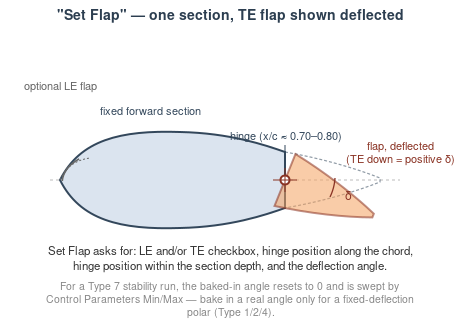 "Set Flap" — one section, TE flap shown deflected
optional LE flap
fixed forward section
hinge (x/c ≈ 0.70–0.80)
flap, deflected
(TE down = positive δ)
δ
Set Flap asks for: LE and/or TE checkbox, hinge position along the chord,
hinge position within the section depth, and the deflection angle.
For a Type 7 stability run, the baked-in angle resets to 0 and is swept by
Control Parameters Min/Max — bake in a real angle only for a fixed-deflection
polar (Type 1/2/4).